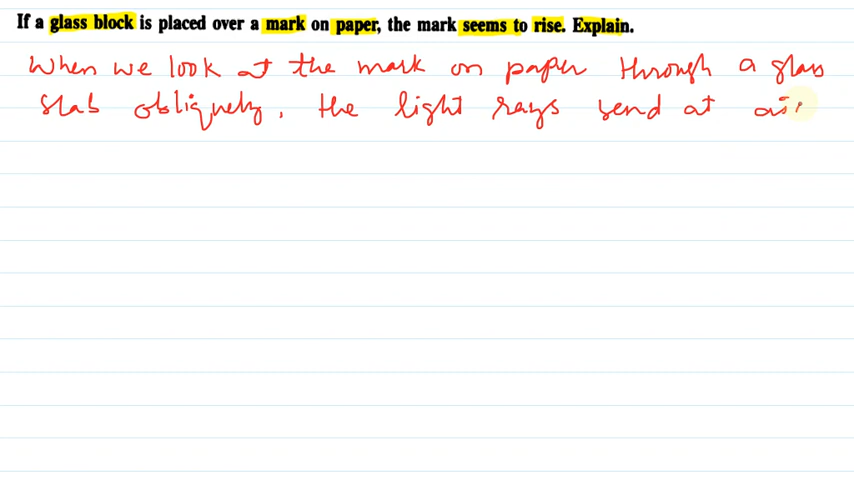 If a glass block is placed over a mark on paper, the mark seems to rise. Explain.
When we look at the mark on paper through a glass
slab obliquely, the light rays bend at air